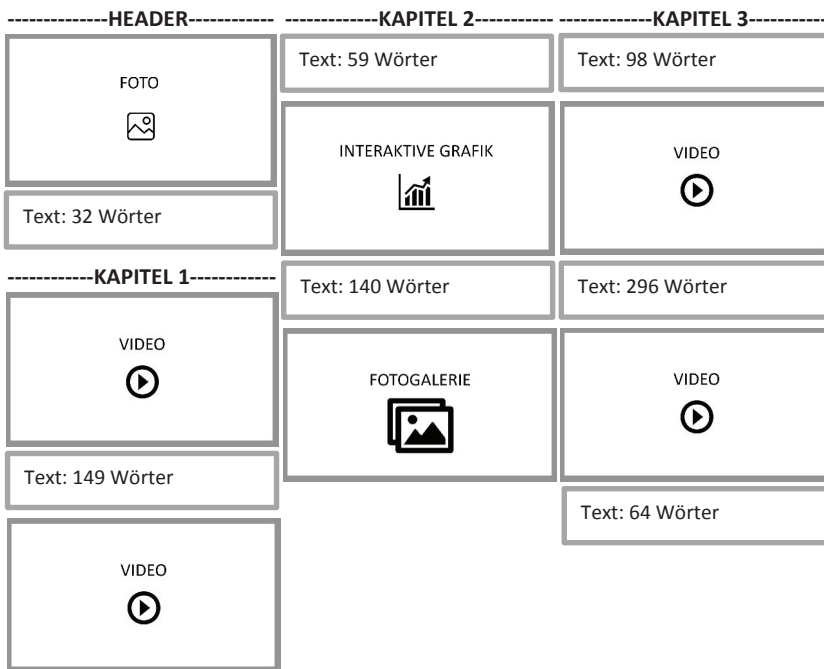 --------------HEADER------------
FOTO
Text: 32 Wörter
------------KAPITEL 1------------
VIDEO
Text: 149 Wörter
VIDEO
-------------KAPITEL 2-----------
Text: 59 Wörter
INTERAKTIVE GRAFIK
Text: 140 Wörter
FOTOGALERIE
-------------KAPITEL 3-----------
Text: 98 Wörter
VIDEO
Text: 296 Wörter
VIDEO
Text: 64 Wörter